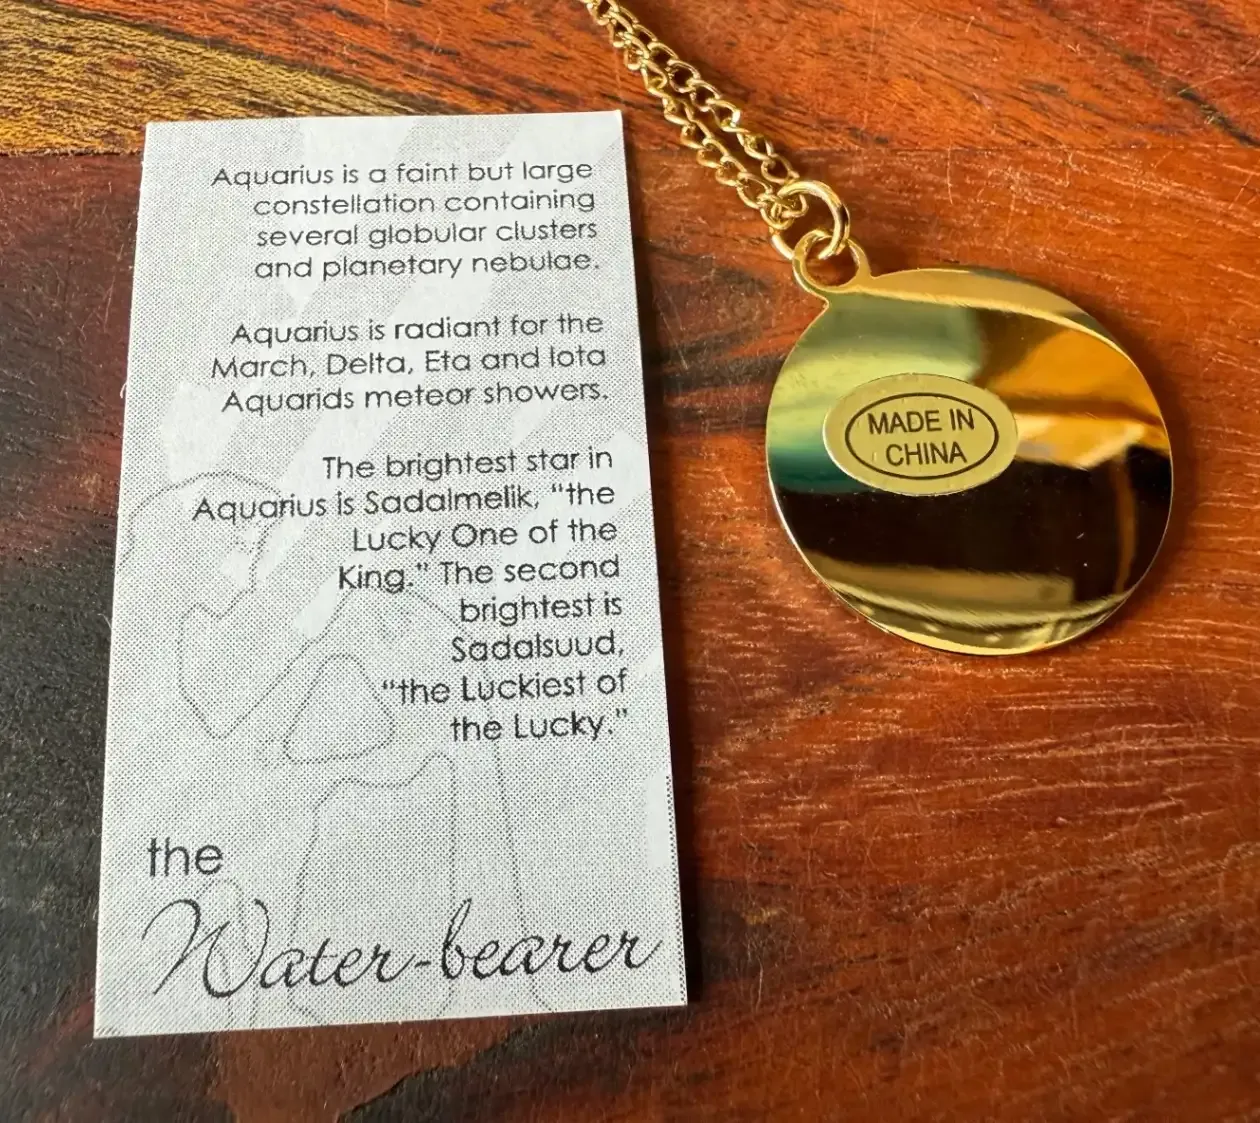 Aquarius is a faint but large
constellation containing
several globular clusters
and planetary nebulae.
Aquarius is radiant for the
March, Delta, Eta and Iota
Aquarids meteor showers.
The brightest star in
Aquarius is Sadalmelik, "the
Lucky One of the
King." The second
brightest is
Sadalsuud,
"the Luckiest of
the Lucky."
the
Water-bearer
MADE IN
CHINA